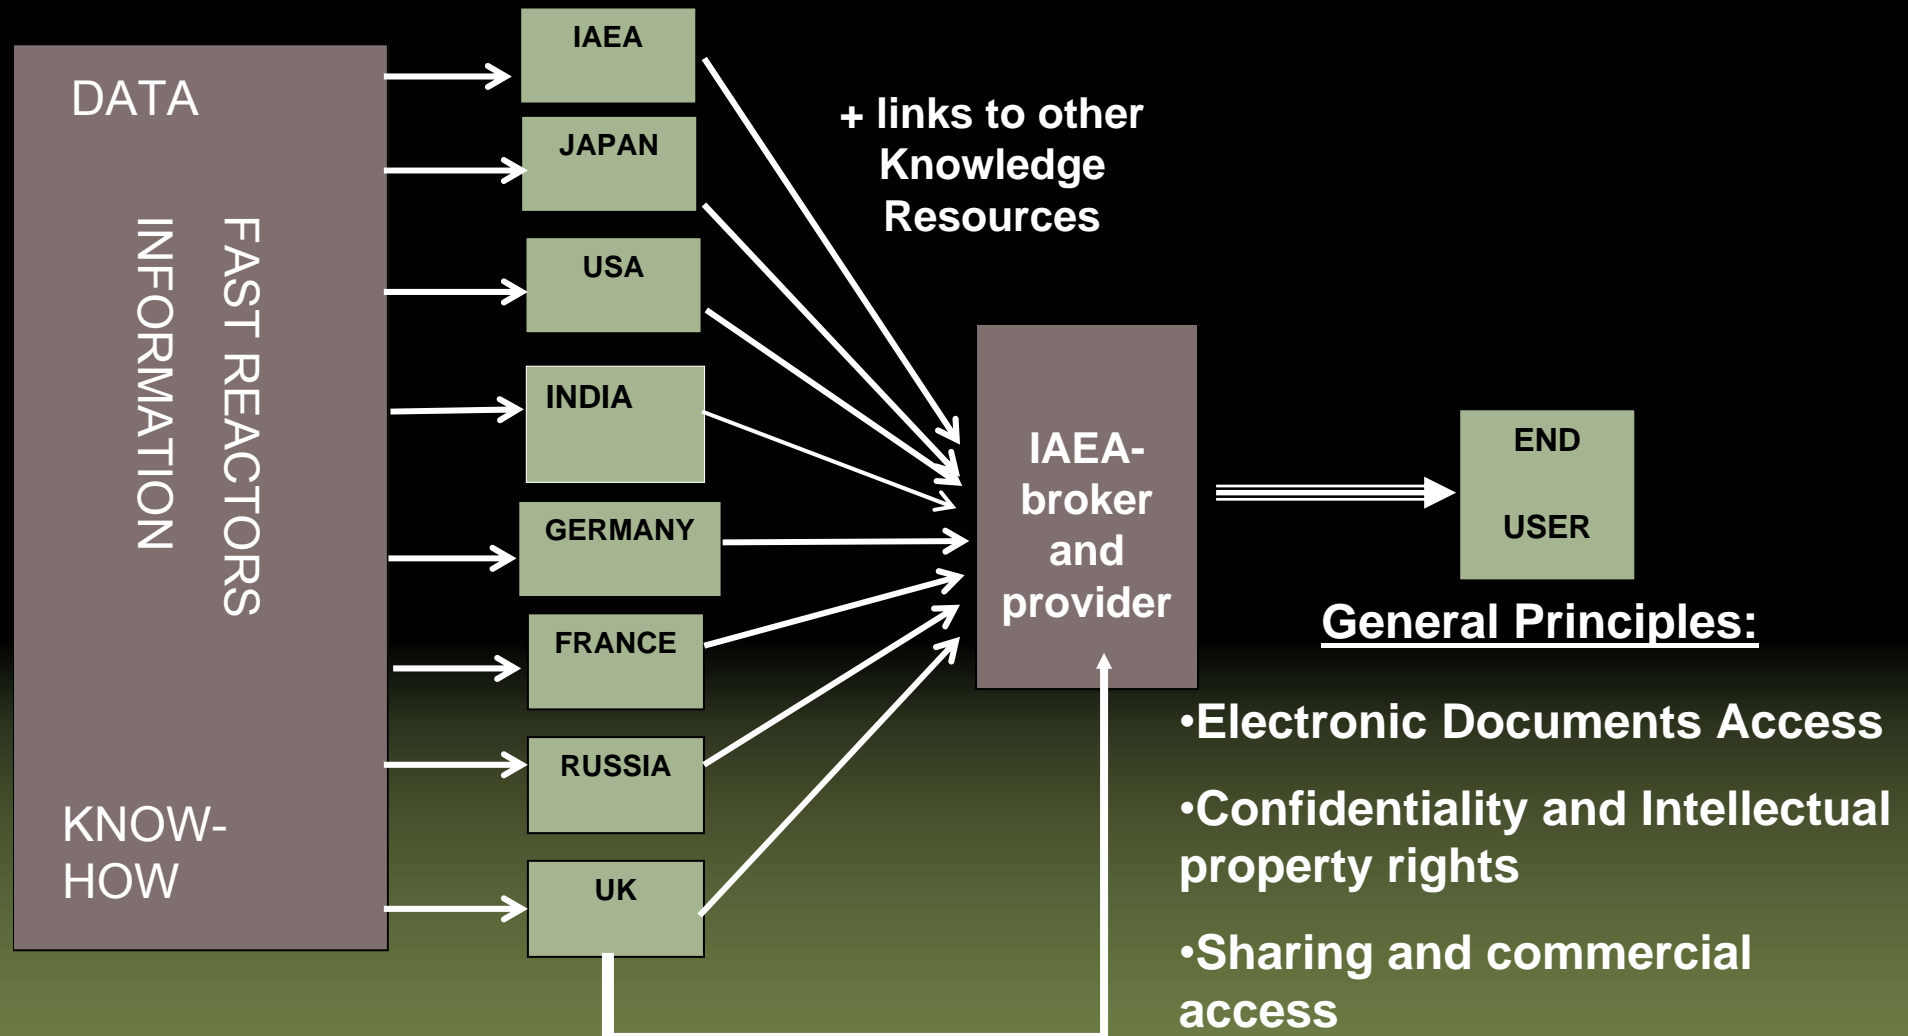 DATA
FAST REACTORS
INFORMATION
KNOW-
HOW
IAEA
JAPAN
USA
INDIA
GERMANY
FRANCE
RUSSIA
UK
+ links to other
Knowledge
Resources
IAEA-
broker
and
provider
END
USER
General Principles:
•Electronic Documents Access
•Confidentiality and Intellectual
property rights
•Sharing and commercial
access